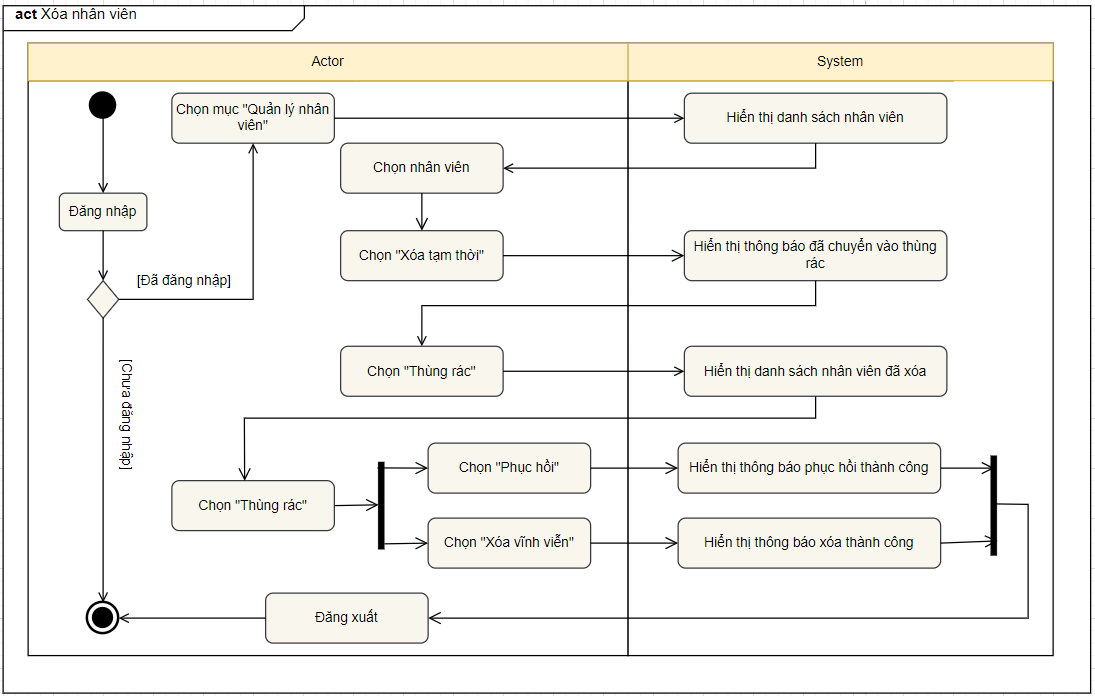 act Xóa nhân viên
Actor
System
Chọn mục "Quản lý nhân
viên"
Hiển thị danh sách nhân viên
Chọn nhân viên
Đăng nhập
Chọn "Xóa tạm thời"
Hiển thị thông báo đã chuyển vào thùng
rác
[Đã đăng nhập]
[Chưa đăng nhập]
Chọn "Thùng rác"
Hiển thị danh sách nhân viên đã xóa
Chọn "Phục hồi"
Hiển thị thông báo phục hồi thành công
Chọn "Thùng rác"
Chọn "Xóa vĩnh viễn"
Hiển thị thông báo xóa thành công
Đăng xuất